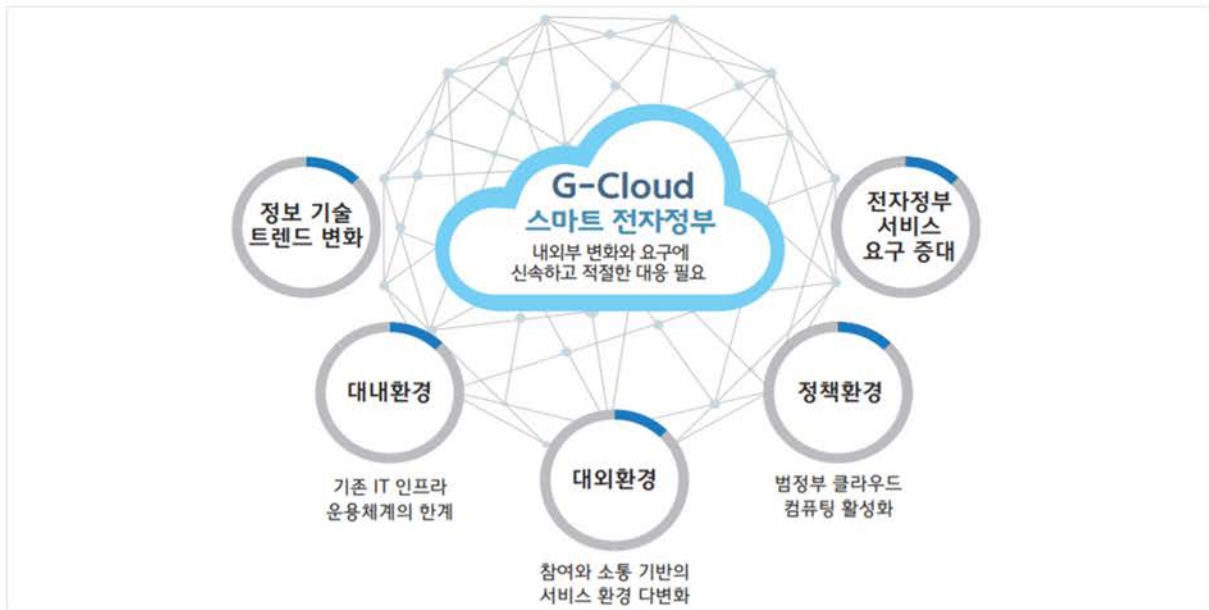 G-Cloud
스마트 전자정부
내외부 변화와 요구에
신속하고 적절한 대응 필요
정보 기술
트렌드 변화
전자정부
서비스
요구 증대
대내환경
기존 IT 인프라
운용체계의 한계
대외환경
참여와 소통 기반의
서비스 환경 다변화
정책환경
범정부 클라우드
컴퓨팅 활성화